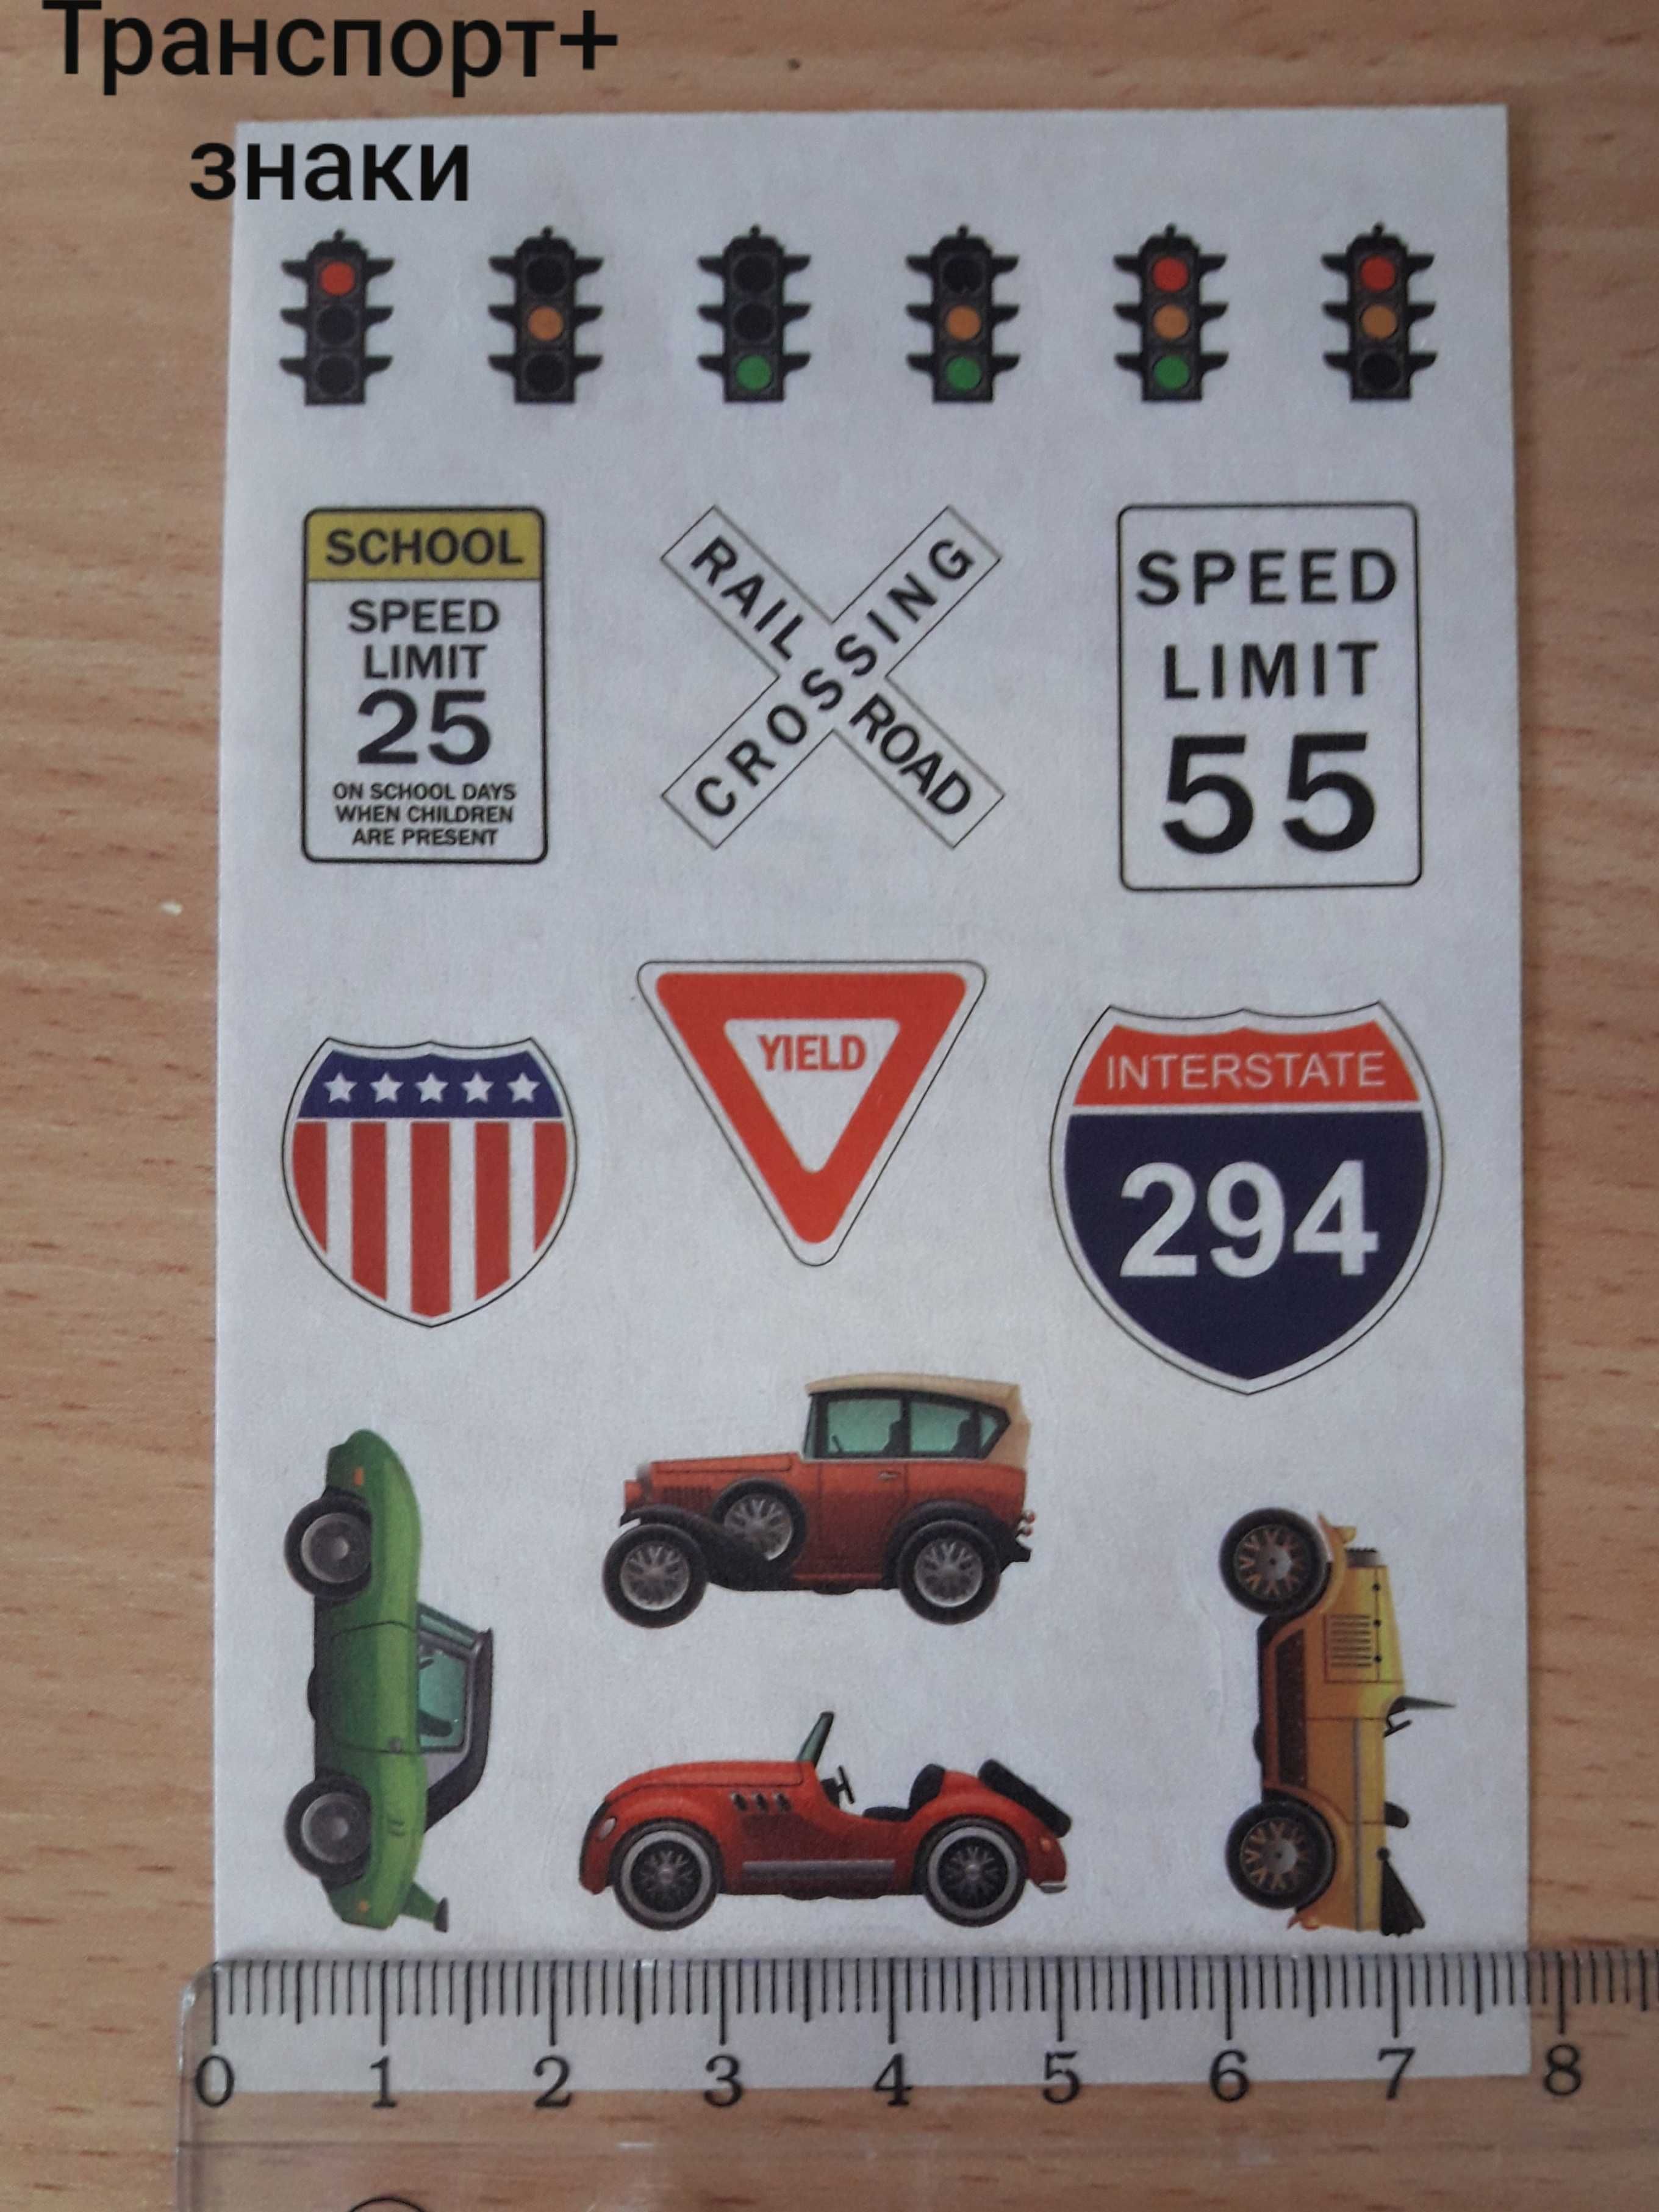 Транспорт+
знаки
SCHOOL
SPEED
LIMIT
25
ON SCHOOL DAYS
WHEN CHILDREN
ARE PRESENT
RAIL ROAD
CROSSING
SPEED
LIMIT
55
YIELD
INTERSTATE
294
0 1 2 3 4 5 6 7 8